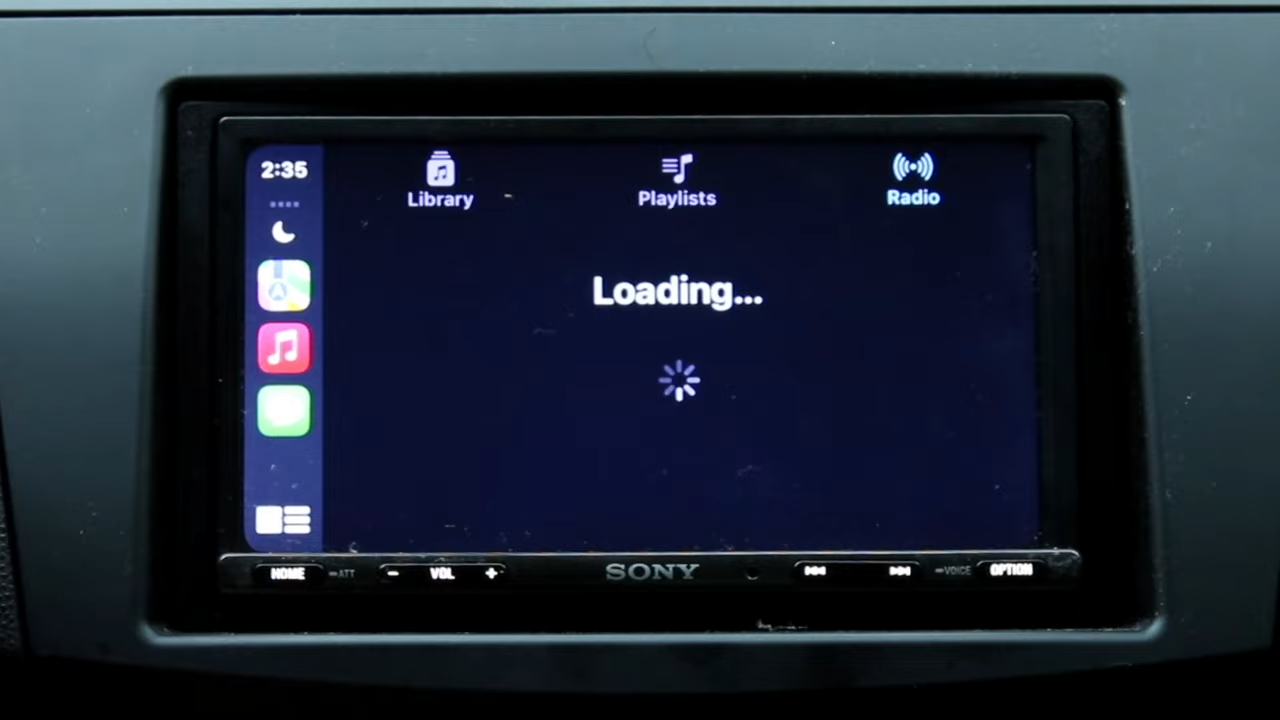 2:35
Library
Playlists
Radio
Loading...
HOME
ATT
- VOL +
SONY
VOICE
OPTION